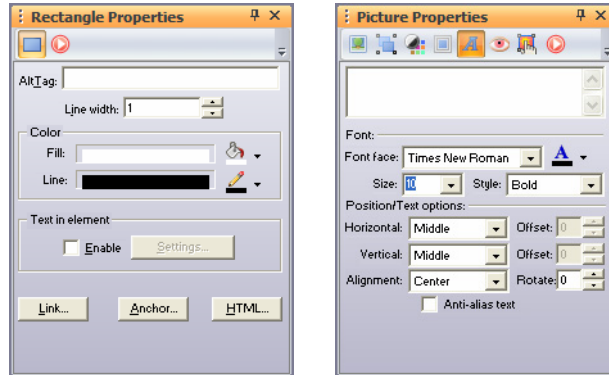 Rectangle Properties
AltTag:
Line width: 1
Color
Fill:
Line:
Text in element
Enable Settings...
Link... Anchor... HTML...
Picture Properties
A
Font:
Font face: Times New Roman A
Size: 10 Style: Bold
Position/Text options:
Horizontal: Middle Offset: 0
Vertical: Middle Offset: 0
Alignment: Center Rotate: 0
Anti-alias text